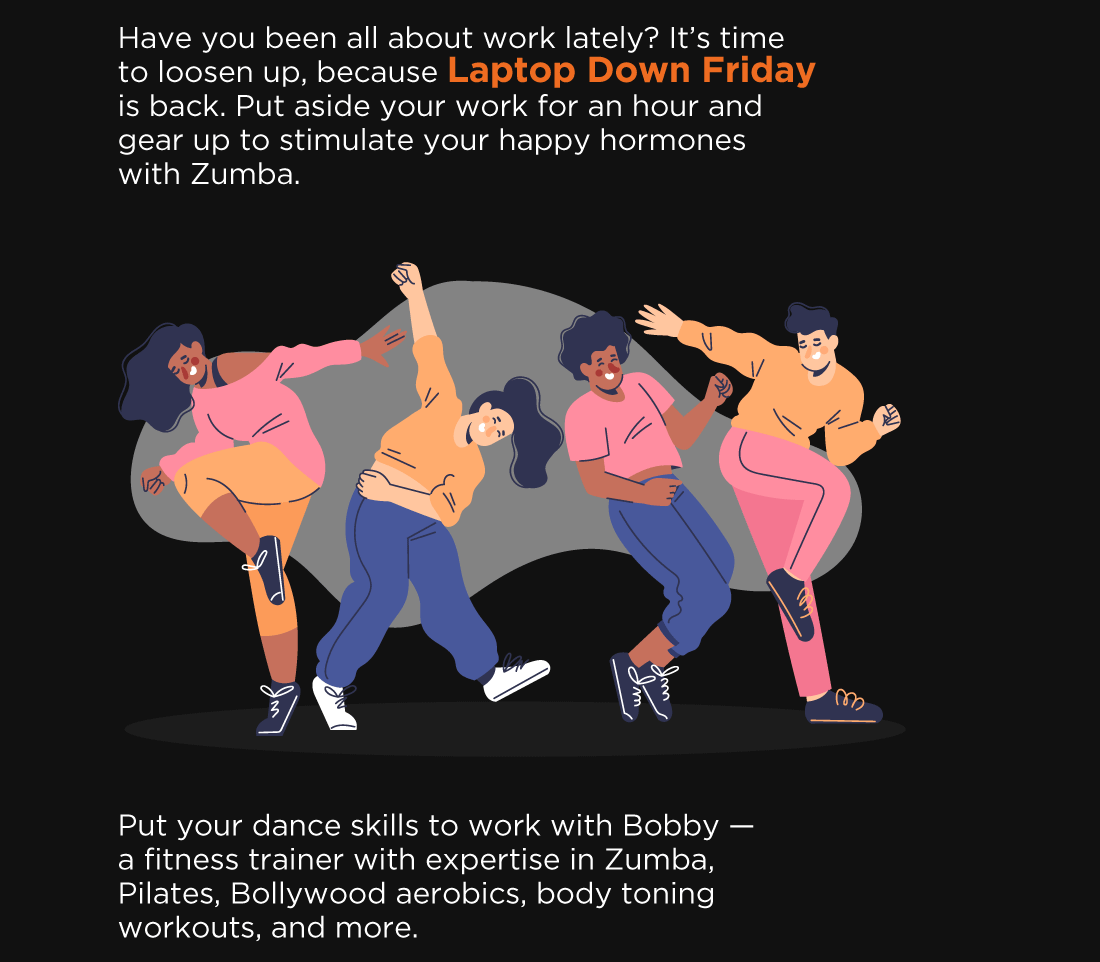 Have you been all about work lately? It’s time
to loosen up, because Laptop Down Friday
is back. Put aside your work for an hour and
gear up to stimulate your happy hormones
with Zumba.
Put your dance skills to work with Bobby —
a fitness trainer with expertise in Zumba,
Pilates, Bollywood aerobics, body toning
workouts, and more.